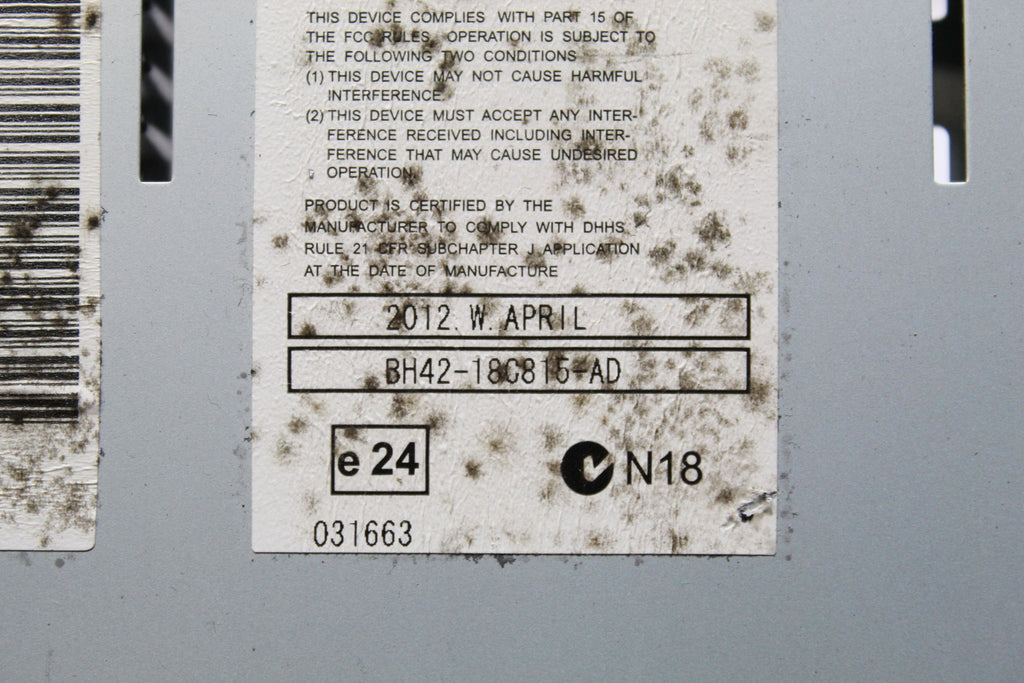 THIS DEVICE COMPLIES WITH PART 15 OF
THE FCC RULES. OPERATION IS SUBJECT TO
THE FOLLOWING TWO CONDITIONS
(1) THIS DEVICE MAY NOT CAUSE HARMFUL
INTERFERENCE.
(2) THIS DEVICE MUST ACCEPT ANY INTER-
FERENCE RECEIVED INCLUDING INTER-
FERENCE THAT MAY CAUSE UNDESIRED
OPERATION.
PRODUCT IS CERTIFIED BY THE
MANUFACTURER TO COMPLY WITH DHHS
RULE 21 CFR SUBCHAPTER J APPLICATION
AT THE DATE OF MANUFACTURE
2012. W. APRIL
BH42-18C815-AD
e 24
N18
031663